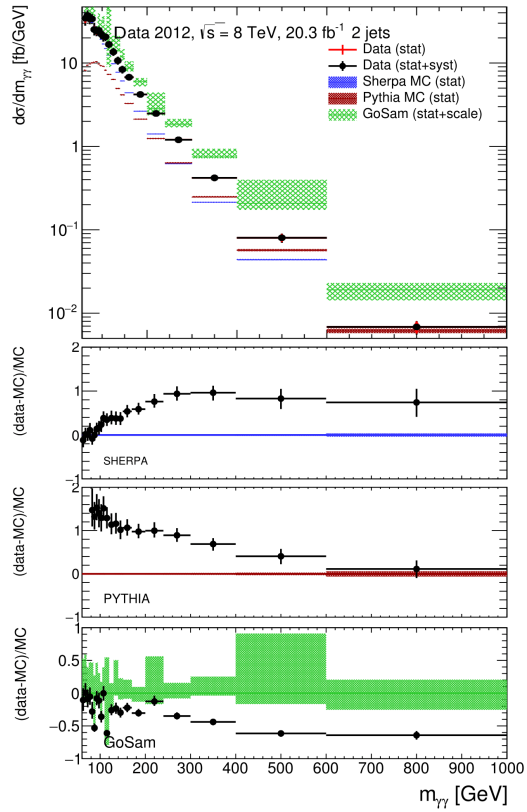 Data 2012, √s = 8 TeV, 20.3 fb⁻¹ 2 jets
Data (stat)
Data (stat+syst)
Sherpa MC (stat)
Pythia MC (stat)
GoSam (stat+scale)
dσ/dmγγ [fb/GeV]
10
1
10⁻¹
10⁻²
(data-MC)/MC
2
1
0
−1
SHERPA
(data-MC)/MC
2
1
0
−1
PYTHIA
(data-MC)/MC
0.5
0
−0.5
−1
GoSam
100 200 300 400 500 600 700 800 900 1000
mγγ [GeV]